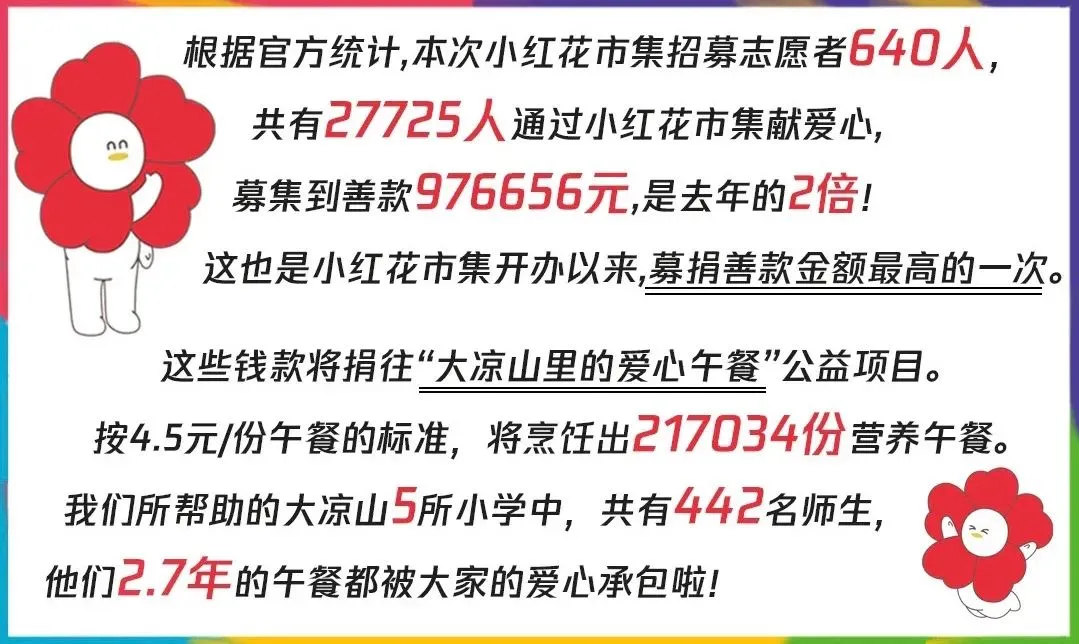 根据官方统计,本次小红花市集招募志愿者640人，
共有27725人通过小红花市集献爱心,
募集到善款976656元,是去年的2倍!
这也是小红花市集开办以来,募捐善款金额最高的一次。
这些钱款将捐往“大凉山里的爱心午餐”公益项目。
按4.5元/份午餐的标准，将烹饪出217034份营养午餐。
我们所帮助的大凉山5所小学中，共有442名师生，
他们2.7年的午餐都被大家的爱心承包啦!